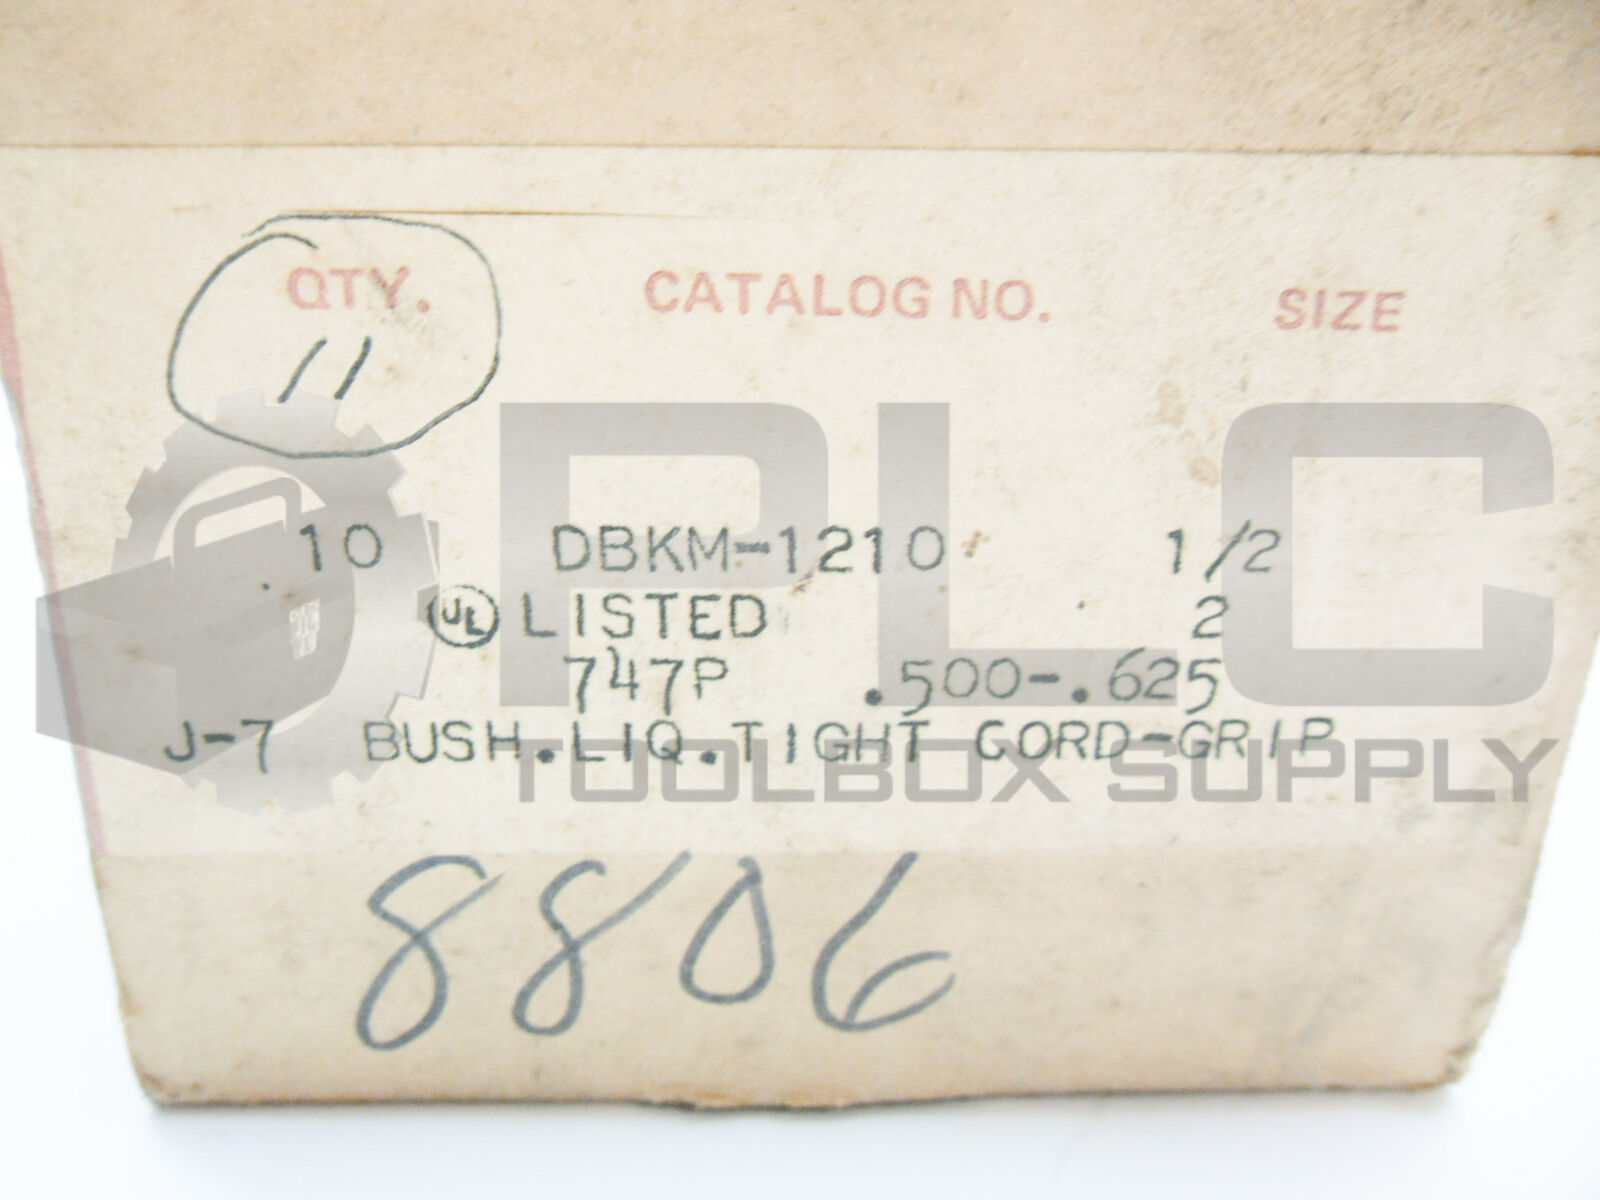 QTY. CATALOG NO. SIZE
11
10 DBKM-1210 1/2
UL LISTED 2
747P .500-.625
J-7 BUSH.LIQ.TIGHT CORD-GRIP
8806
PLC
TOOLBOX SUPPLY